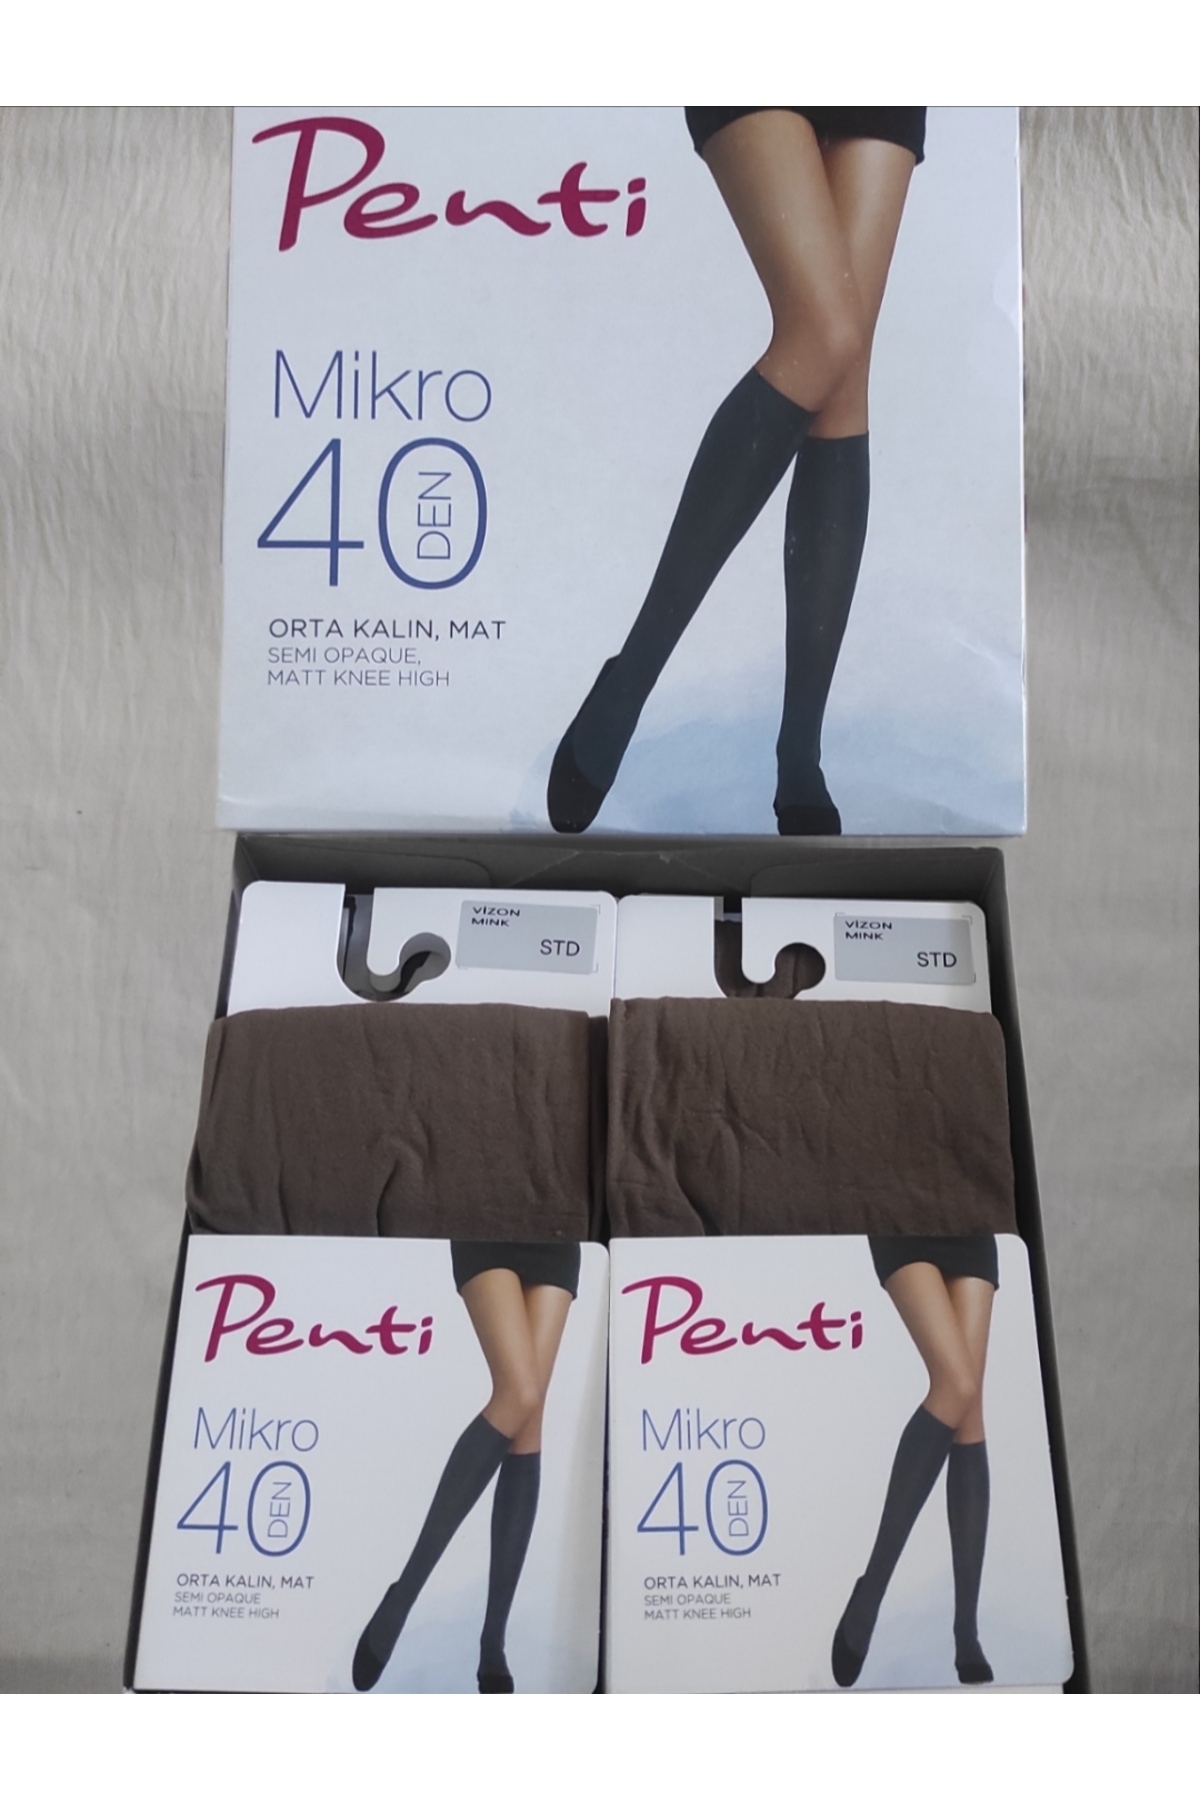 Penti
Mikro
40
DEN
ORTA KALIN, MAT
SEMI OPAQUE,
MATT KNEE HIGH
VİZON
MINK
STD
VİZON
MINK
STD
Penti
Mikro
40
DEN
ORTA KALIN, MAT
SEMI OPAQUE
MATT KNEE HIGH
Penti
Mikro
40
DEN
ORTA KALIN, MAT
SEMI OPAQUE
MATT KNEE HIGH